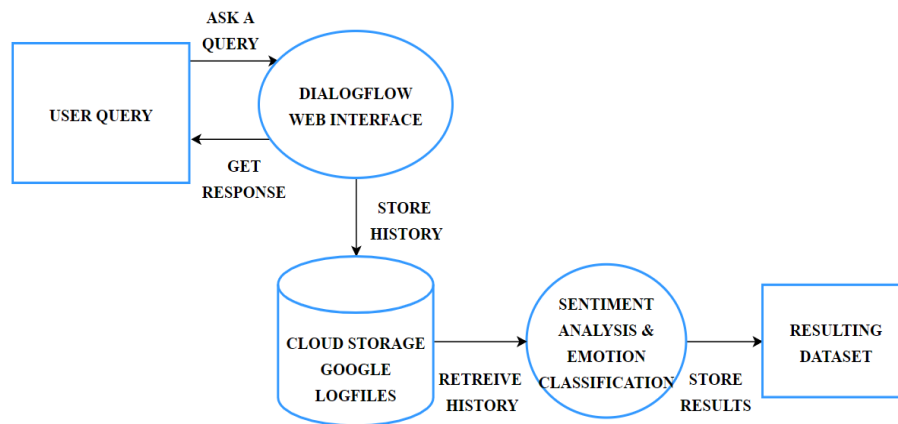 ASK A
QUERY
USER QUERY
DIALOGFLOW
WEB INTERFACE
GET
RESPONSE
STORE
HISTORY
CLOUD STORAGE
GOOGLE
LOGFILES
RETREIVE
HISTORY
SENTIMENT
ANALYSIS &
EMOTION
CLASSIFICATION
STORE
RESULTS
RESULTING
DATASET